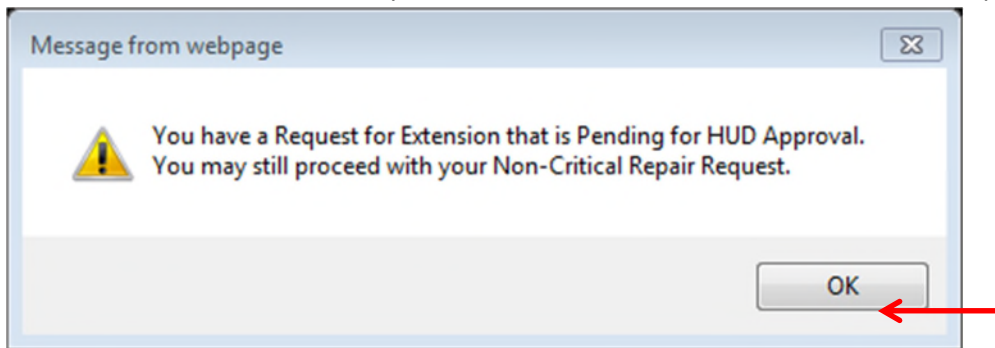 Message from webpage
You have a Request for Extension that is Pending for HUD Approval.
You may still proceed with your Non-Critical Repair Request.
OK